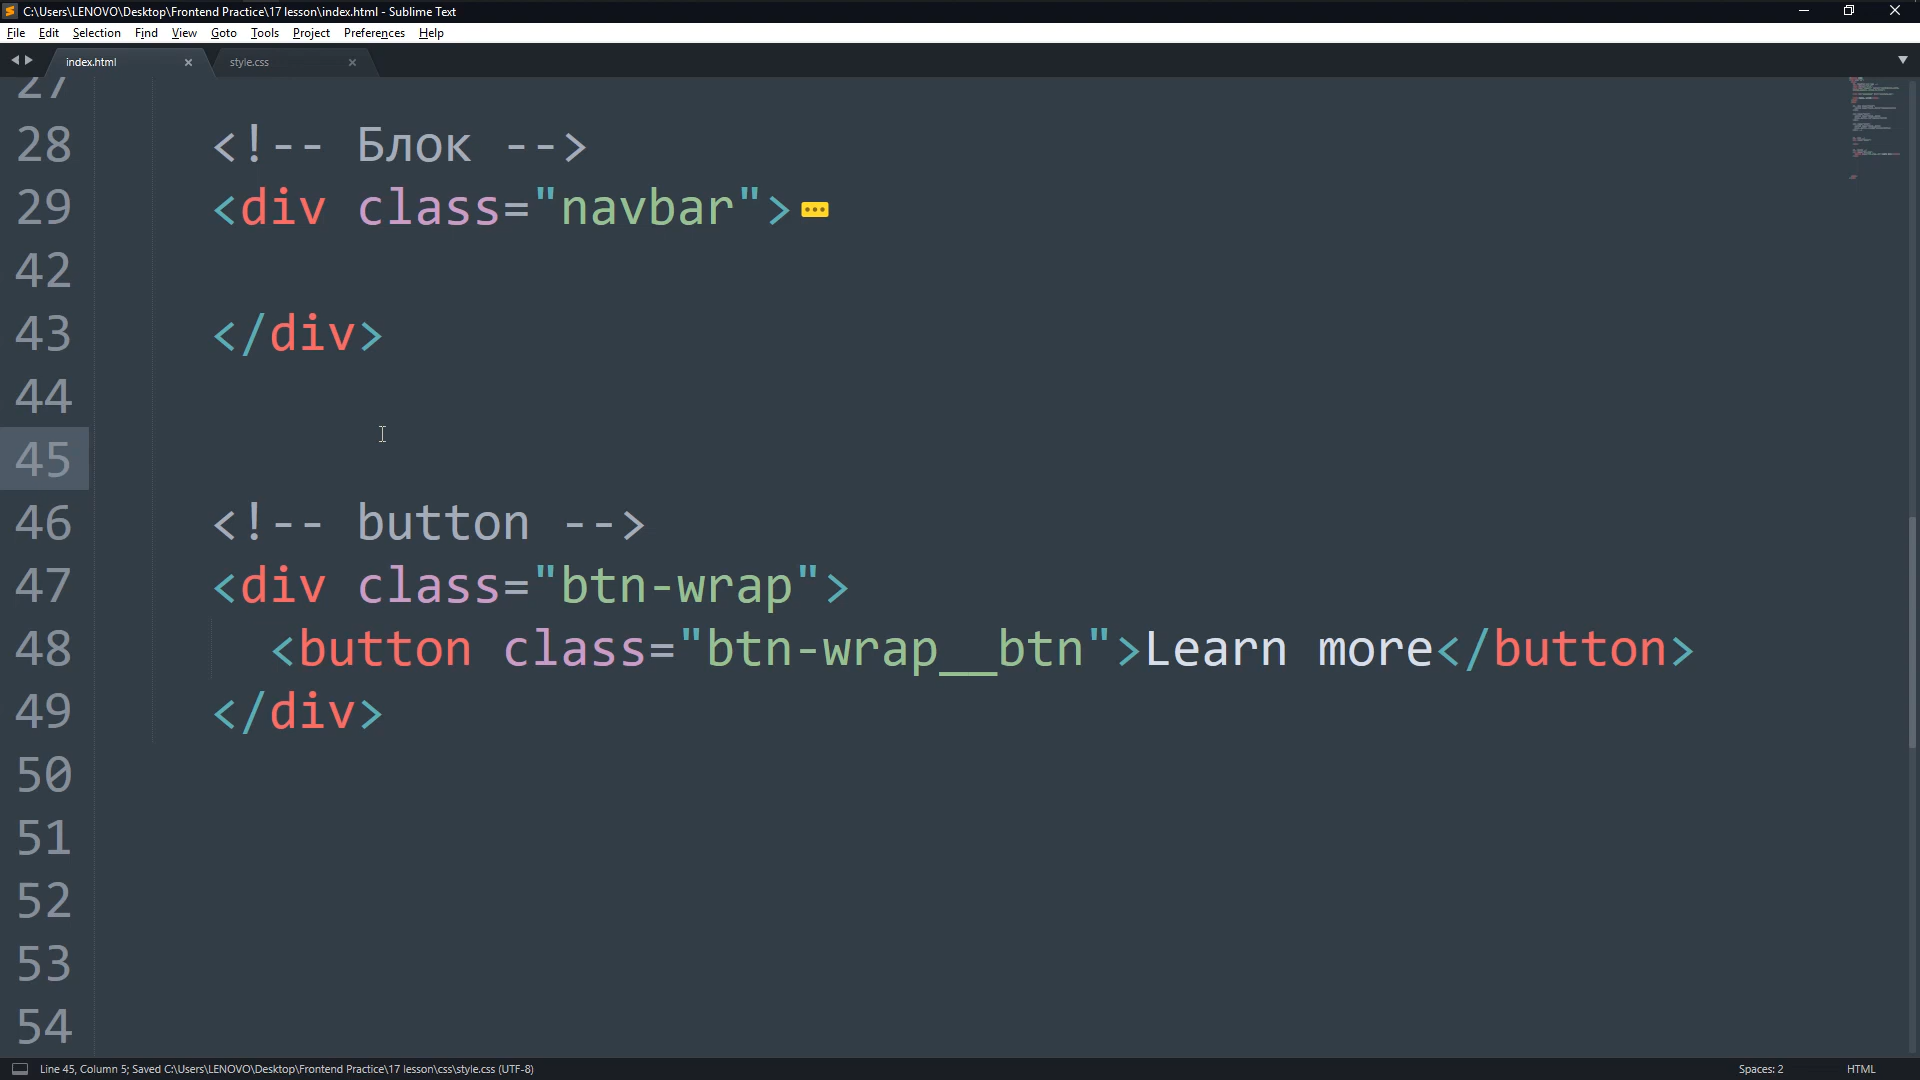 C:\Users\LENOVO\Desktop\Frontend Practice\17 lesson\index.html - Sublime Text
File Edit Selection Find View Goto Tools Project Preferences Help
index.html × style.css ×
27
28 <!-- Блок -->
29 <div class="navbar">
42
43 </div>
44
45
46 <!-- button -->
47 <div class="btn-wrap">
48 <button class="btn-wrap__btn">Learn more</button>
49 </div>
50
51
52
53
54
Line 45, Column 5; Saved C:\Users\LENOVO\Desktop\Frontend Practice\17 lesson\css\style.css (UTF-8) Spaces: 2 HTML